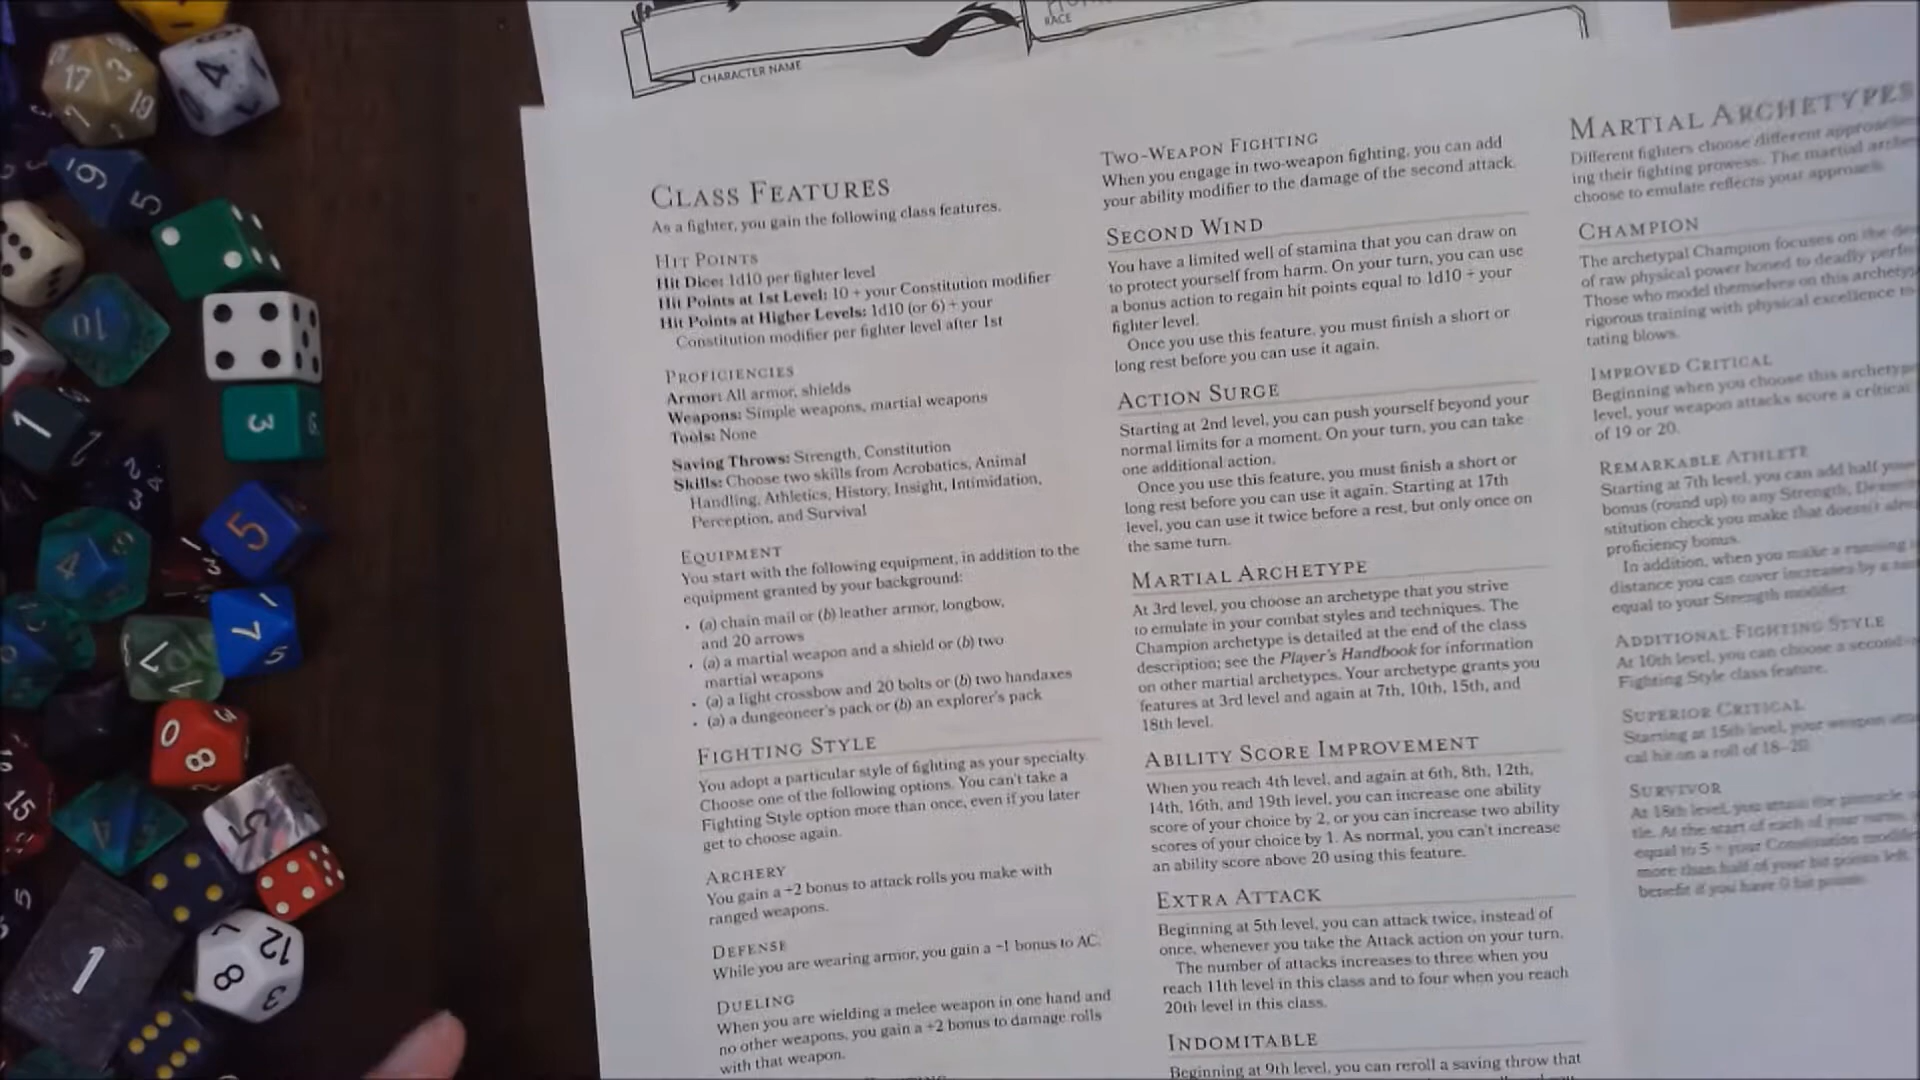 CHARACTER NAME
RACE
CLASS FEATURES
As a fighter, you gain the following class features.
HIT POINTS
Hit Dice: 1d10 per fighter level
Hit Points at 1st Level: 10 + your Constitution modifier
Hit Points at Higher Levels: 1d10 (or 6) + your
Constitution modifier per fighter level after 1st
PROFICIENCIES
Armor: All armor, shields
Weapons: Simple weapons, martial weapons
Tools: None
Saving Throws: Strength, Constitution
Skills: Choose two skills from Acrobatics, Animal
Handling, Athletics, History, Insight, Intimidation,
Perception, and Survival
EQUIPMENT
You start with the following equipment, in addition to the
equipment granted by your background:
• (a) chain mail or (b) leather armor, longbow,
and 20 arrows
• (a) a martial weapon and a shield or (b) two
martial weapons
• (a) a light crossbow and 20 bolts or (b) two handaxes
• (a) a dungeoneer's pack or (b) an explorer's pack
FIGHTING STYLE
You adopt a particular style of fighting as your specialty.
Choose one of the following options. You can't take a
Fighting Style option more than once, even if you later
get to choose again.
ARCHERY
You gain a +2 bonus to attack rolls you make with
ranged weapons.
DEFENSE
While you are wearing armor, you gain a +1 bonus to AC.
DUELING
When you are wielding a melee weapon in one hand and
no other weapons, you gain a +2 bonus to damage rolls
with that weapon.
TWO-WEAPON FIGHTING
When you engage in two-weapon fighting, you can add
your ability modifier to the damage of the second attack.
SECOND WIND
You have a limited well of stamina that you can draw on
to protect yourself from harm. On your turn, you can use
a bonus action to regain hit points equal to 1d10 + your
fighter level.
Once you use this feature, you must finish a short or
long rest before you can use it again.
ACTION SURGE
Starting at 2nd level, you can push yourself beyond your
normal limits for a moment. On your turn, you can take
one additional action.
Once you use this feature, you must finish a short or
long rest before you can use it again. Starting at 17th
level, you can use it twice before a rest, but only once on
the same turn.
MARTIAL ARCHETYPE
At 3rd level, you choose an archetype that you strive
to emulate in your combat styles and techniques. The
Champion archetype is detailed at the end of the class
description; see the Player's Handbook for information
on other martial archetypes. Your archetype grants you
features at 3rd level and again at 7th, 10th, 15th, and
18th level.
ABILITY SCORE IMPROVEMENT
When you reach 4th level, and again at 6th, 8th, 12th,
14th, 16th, and 19th level, you can increase one ability
score of your choice by 2, or you can increase two ability
scores of your choice by 1. As normal, you can't increase
an ability score above 20 using this feature.
EXTRA ATTACK
Beginning at 5th level, you can attack twice, instead of
once, whenever you take the Attack action on your turn.
The number of attacks increases to three when you
reach 11th level in this class and to four when you reach
20th level in this class.
INDOMITABLE
Beginning at 9th level, you can reroll a saving throw that
MARTIAL ARCHETYPES
Different fighters choose different approaches
ing their fighting prowess. The martial
choose to emulate reflects your approach.
CHAMPION
The archetypal Champion focuses on the
of raw physical power honed to deadly
Those who model themselves on this
rigorous training with physical excellence
tating blows.
IMPROVED CRITICAL
Beginning when you choose this
level, your weapon attacks score a critical
of 19 or 20.
REMARKABLE ATHLETE
Starting at 7th level, you can add half
bonus (round up) to any Strength,
stitution check you make that doesn't
proficiency bonus.
In addition, when you make a running
distance you can cover increases by a
equal to your Strength modifier.
ADDITIONAL FIGHTING STYLE
At 10th level, you can choose a second
Fighting Style class feature.
SUPERIOR CRITICAL
Starting at 15th level, your weapon
cal hit on a roll of 18–20.
SURVIVOR
At 18th level, you attain the pinnacle
tle. At the start of each of your turns,
equal to 5 + your Constitution
more than half of your hit points left.
benefit if you have 0 hit points.